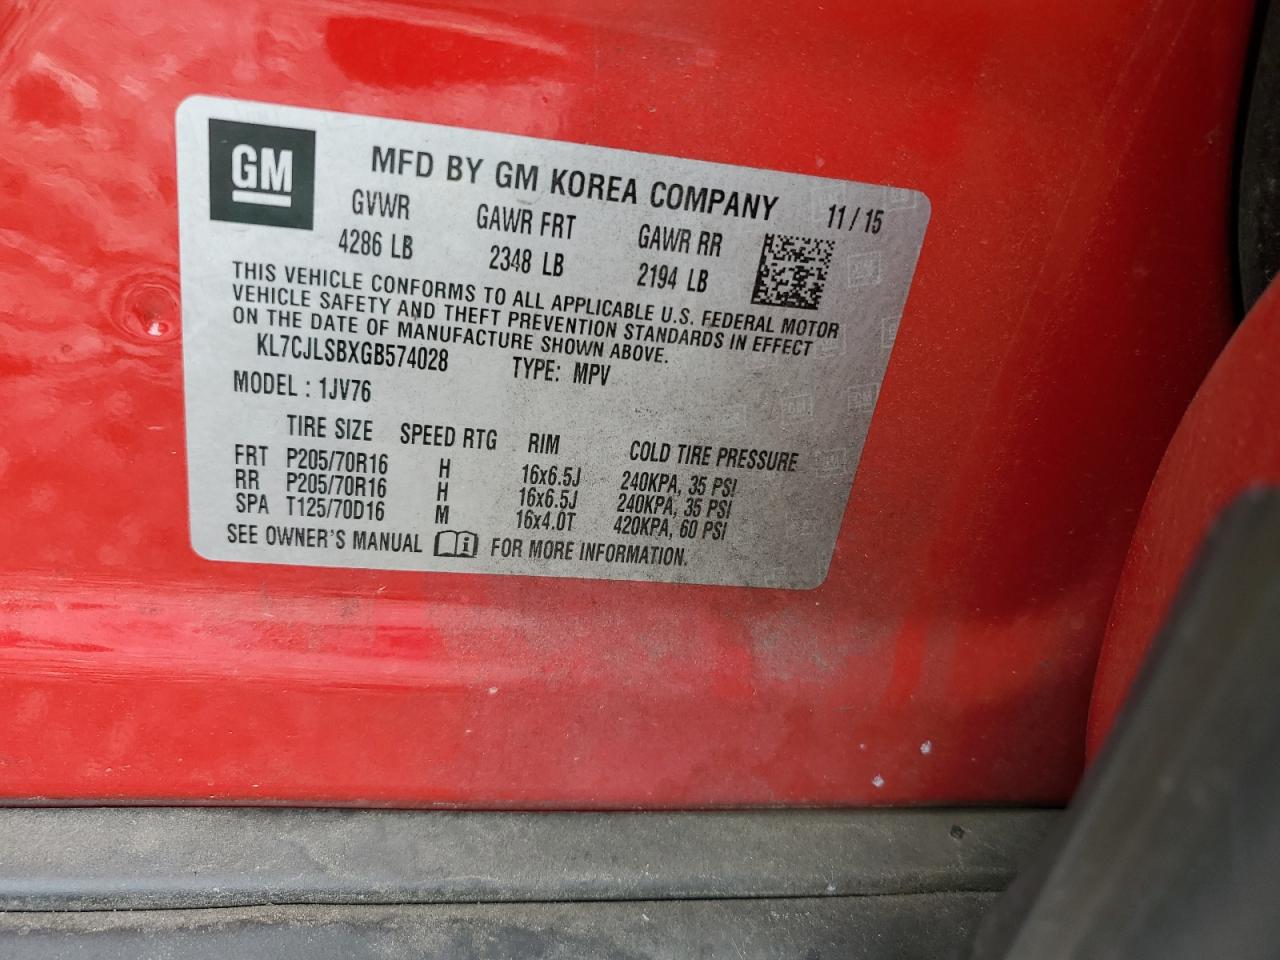 GM MFD BY GM KOREA COMPANY 11 / 15
GVWR GAWR FRT GAWR RR
4286 LB 2348 LB 2194 LB
THIS VEHICLE CONFORMS TO ALL APPLICABLE U.S. FEDERAL MOTOR
VEHICLE SAFETY AND THEFT PREVENTION STANDARDS IN EFFECT
ON THE DATE OF MANUFACTURE SHOWN ABOVE.
KL7CJLSBXGB574028 TYPE: MPV
MODEL : 1JV76
TIRE SIZE SPEED RTG RIM COLD TIRE PRESSURE
FRT P205/70R16 H 16x6.5J 240KPA, 35 PSI
RR P205/70R16 H 16x6.5J 240KPA, 35 PSI
SPA T125/70D16 M 16x4.0T 420KPA, 60 PSI
SEE OWNER'S MANUAL i FOR MORE INFORMATION.